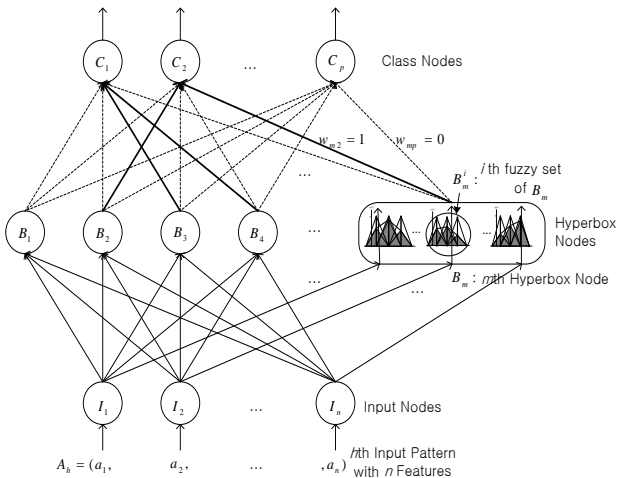 C₁ C₂ ... Cₚ Class Nodes
wₘ₂ = 1 wₘₚ = 0
...
Bₘⁱ : i th fuzzy set
of Bₘ
B₁ B₂ B₃ B₄ ... ... ... Hyperbox
Nodes
... Bₘ : mth Hyperbox Node
...
I₁ I₂ ... Iₙ Input Nodes
Aₕ = (a₁, a₂, ... , aₙ) hth Input Pattern
with n Features